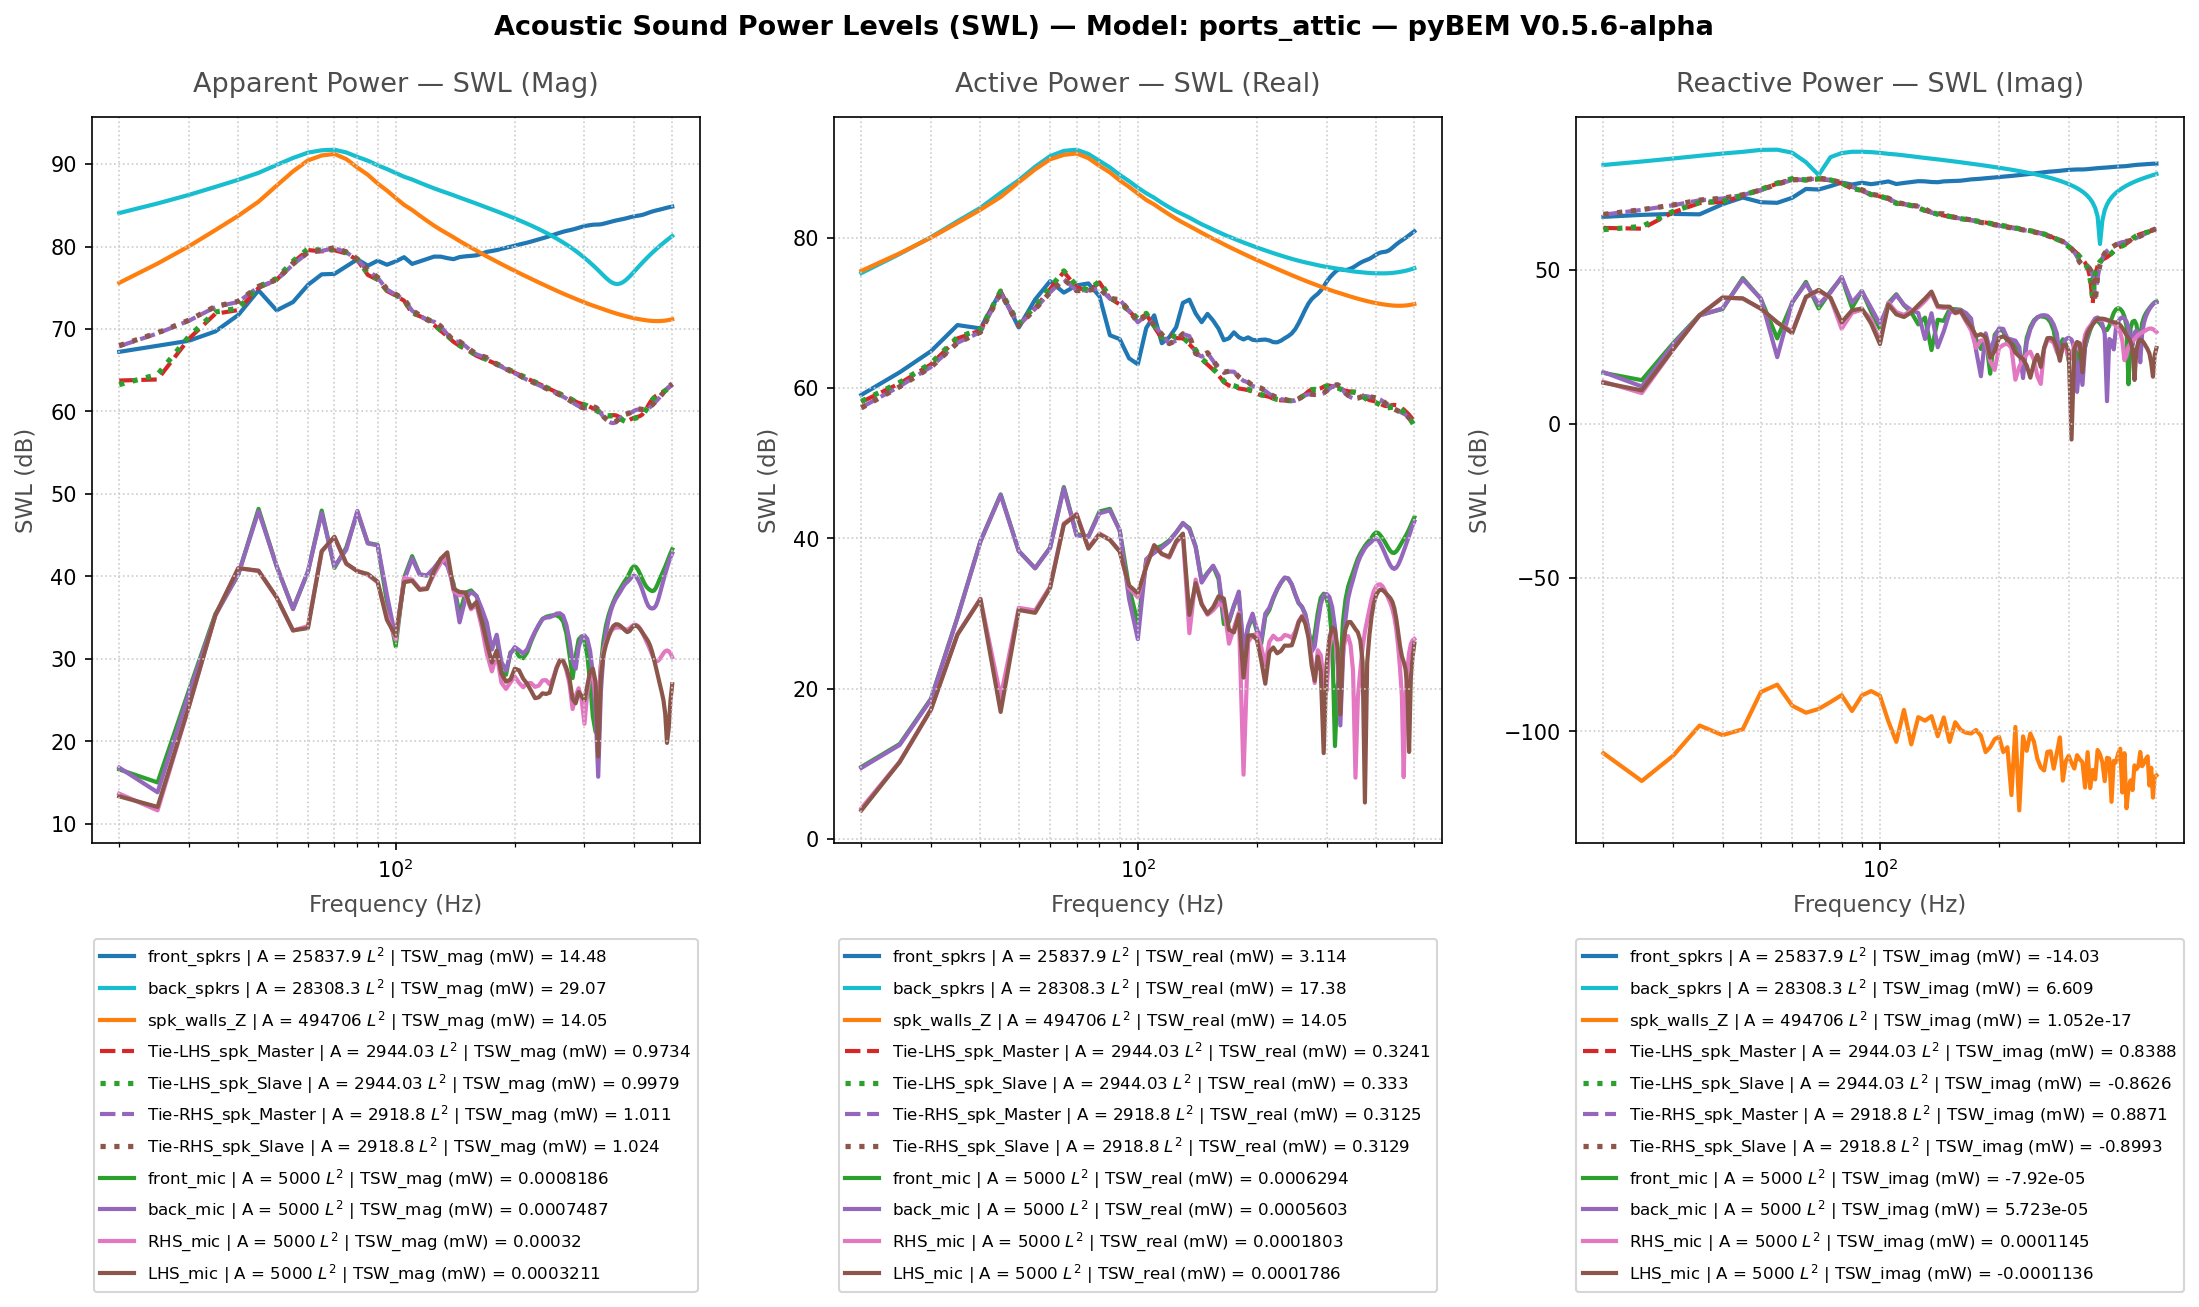 Acoustic Sound Power Levels (SWL) — Model: ports_attic — pyBEM V0.5.6-alpha
Apparent Power — SWL (Mag)
SWL (dB)
90
80
70
60
50
40
30
20
10
10²
Frequency (Hz)
front_spkrs | A = 25837.9 L² | TSW_mag (mW) = 14.48
back_spkrs | A = 28308.3 L² | TSW_mag (mW) = 29.07
spk_walls_Z | A = 494706 L² | TSW_mag (mW) = 14.05
Tie-LHS_spk_Master | A = 2944.03 L² | TSW_mag (mW) = 0.9734
Tie-LHS_spk_Slave | A = 2944.03 L² | TSW_mag (mW) = 0.9979
Tie-RHS_spk_Master | A = 2918.8 L² | TSW_mag (mW) = 1.011
Tie-RHS_spk_Slave | A = 2918.8 L² | TSW_mag (mW) = 1.024
front_mic | A = 5000 L² | TSW_mag (mW) = 0.0008186
back_mic | A = 5000 L² | TSW_mag (mW) = 0.0007487
RHS_mic | A = 5000 L² | TSW_mag (mW) = 0.00032
LHS_mic | A = 5000 L² | TSW_mag (mW) = 0.0003211
Active Power — SWL (Real)
SWL (dB)
80
60
40
20
0
10²
Frequency (Hz)
front_spkrs | A = 25837.9 L² | TSW_real (mW) = 3.114
back_spkrs | A = 28308.3 L² | TSW_real (mW) = 17.38
spk_walls_Z | A = 494706 L² | TSW_real (mW) = 14.05
Tie-LHS_spk_Master | A = 2944.03 L² | TSW_real (mW) = 0.3241
Tie-LHS_spk_Slave | A = 2944.03 L² | TSW_real (mW) = 0.333
Tie-RHS_spk_Master | A = 2918.8 L² | TSW_real (mW) = 0.3125
Tie-RHS_spk_Slave | A = 2918.8 L² | TSW_real (mW) = 0.3129
front_mic | A = 5000 L² | TSW_real (mW) = 0.0006294
back_mic | A = 5000 L² | TSW_real (mW) = 0.0005603
RHS_mic | A = 5000 L² | TSW_real (mW) = 0.0001803
LHS_mic | A = 5000 L² | TSW_real (mW) = 0.0001786
Reactive Power — SWL (Imag)
SWL (dB)
50
0
−50
−100
10²
Frequency (Hz)
front_spkrs | A = 25837.9 L² | TSW_imag (mW) = -14.03
back_spkrs | A = 28308.3 L² | TSW_imag (mW) = 6.609
spk_walls_Z | A = 494706 L² | TSW_imag (mW) = 1.052e-17
Tie-LHS_spk_Master | A = 2944.03 L² | TSW_imag (mW) = 0.8388
Tie-LHS_spk_Slave | A = 2944.03 L² | TSW_imag (mW) = -0.8626
Tie-RHS_spk_Master | A = 2918.8 L² | TSW_imag (mW) = 0.8871
Tie-RHS_spk_Slave | A = 2918.8 L² | TSW_imag (mW) = -0.8993
front_mic | A = 5000 L² | TSW_imag (mW) = -7.92e-05
back_mic | A = 5000 L² | TSW_imag (mW) = 5.723e-05
RHS_mic | A = 5000 L² | TSW_imag (mW) = 0.0001145
LHS_mic | A = 5000 L² | TSW_imag (mW) = -0.0001136